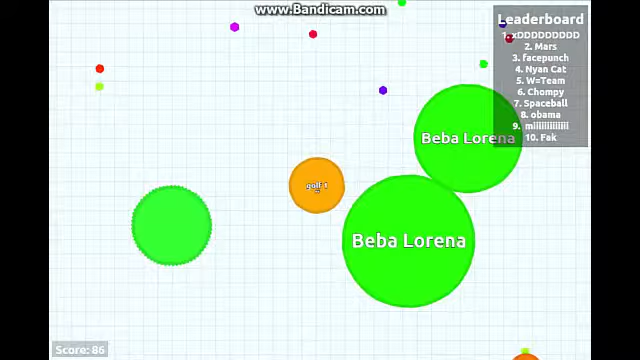 www.Bandicam.com
Leaderboard
2. Mars
3. facepunch
4. Nyan Cat
5. W=Team
6. Chompy
7. Spaceball
8. obama
10. Fak
Beba Lorena
golf 1
Beba Lorena
Score: 86